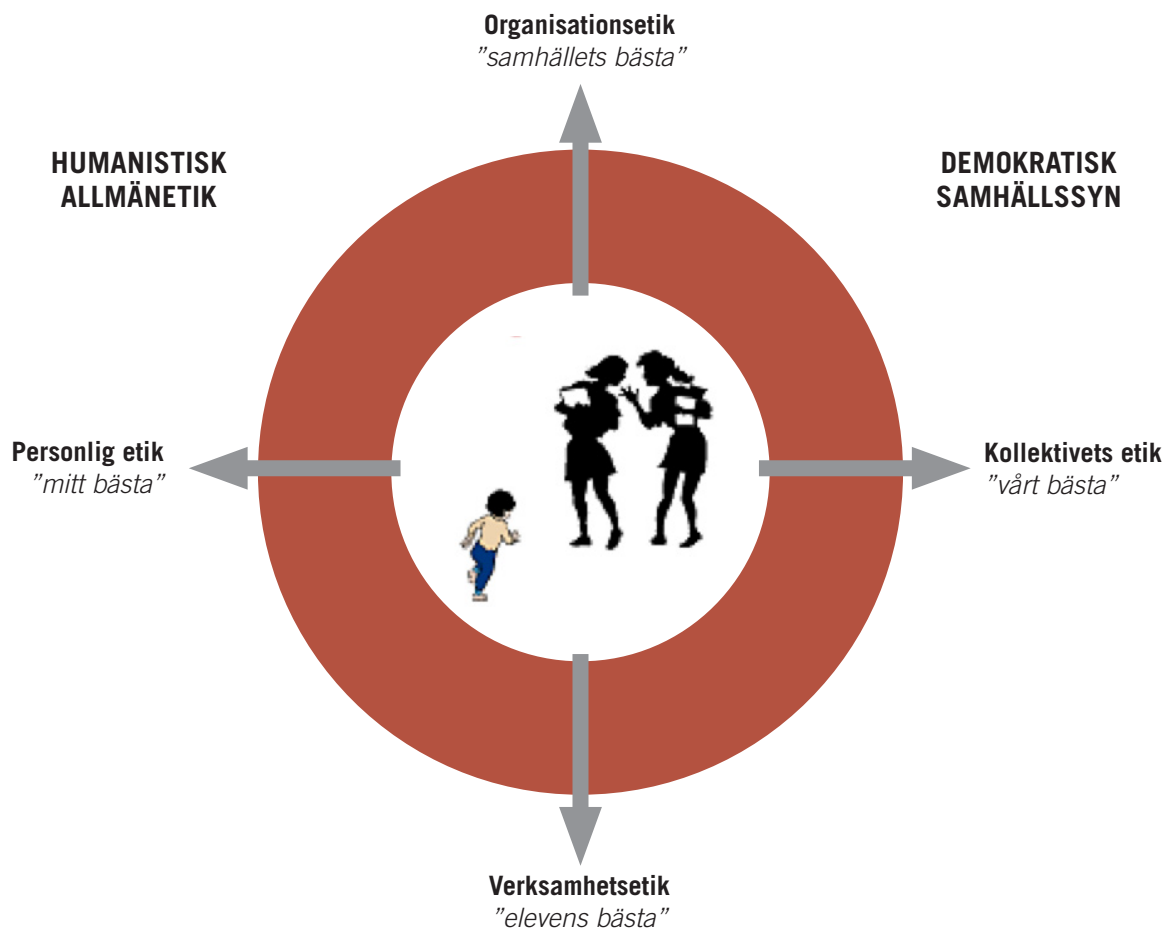 Organisationsetik
”samhällets bästa”
HUMANISTISK
ALLMÄNETIK
DEMOKRATISK
SAMHÄLLSSYN
Personlig etik
”mitt bästa”
Kollektivets etik
”vårt bästa”
Verksamhetsetik
”elevens bästa”